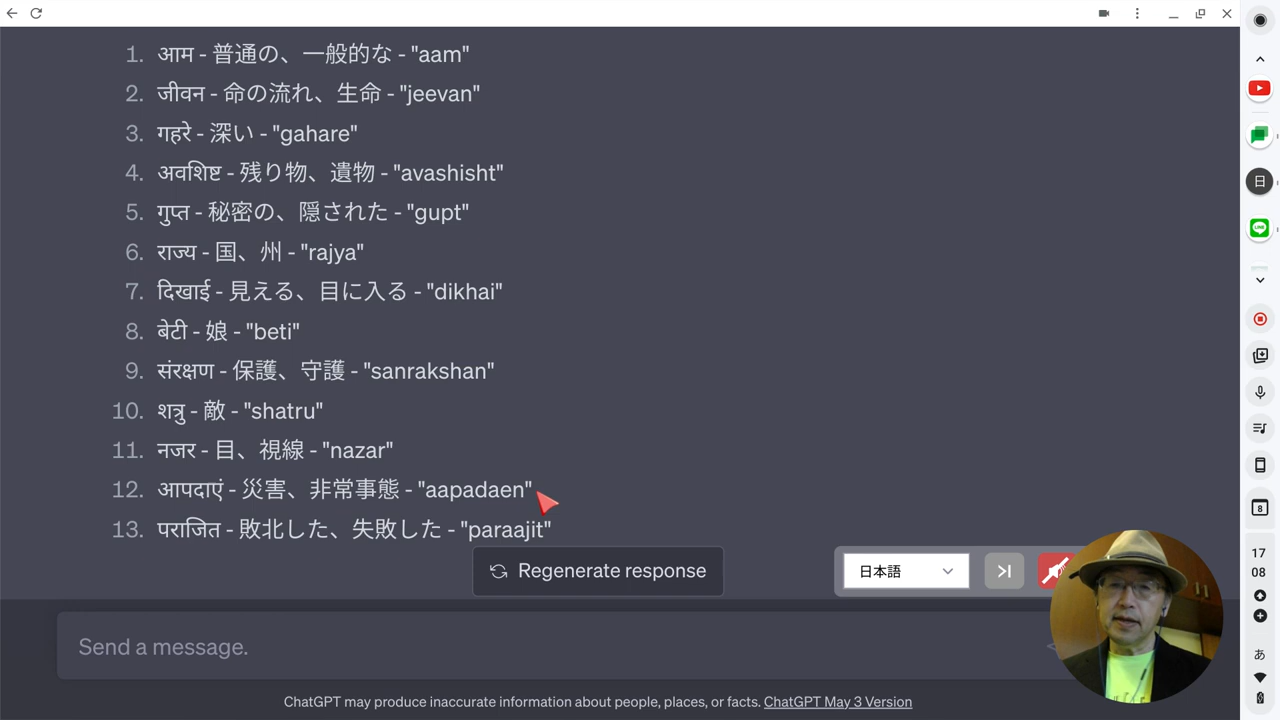 1. आम - 普通の、一般的な - "aam"
2. जीवन - 命の流れ、生命 - "jeevan"
3. गहरे - 深い - "gahare"
4. अवशिष्ट - 残り物、遺物 - "avashisht"
5. गुप्त - 秘密の、隠された - "gupt"
6. राज्य - 国、州 - "rajya"
7. दिखाई - 見える、目に入る - "dikhai"
8. बेटी - 娘 - "beti"
9. संरक्षण - 保護、守護 - "sanrakshan"
10. शत्रु - 敵 - "shatru"
11. नजर - 目、視線 - "nazar"
12. आपदाएं - 災害、非常事態 - "aapadaen"
13. पराजित - 敗北した、失敗した - "paraajit"
Regenerate response
日本語
Send a message.
ChatGPT may produce inaccurate information about people, places, or facts. ChatGPT May 3 Version
日
LINE
8
17
08
あ